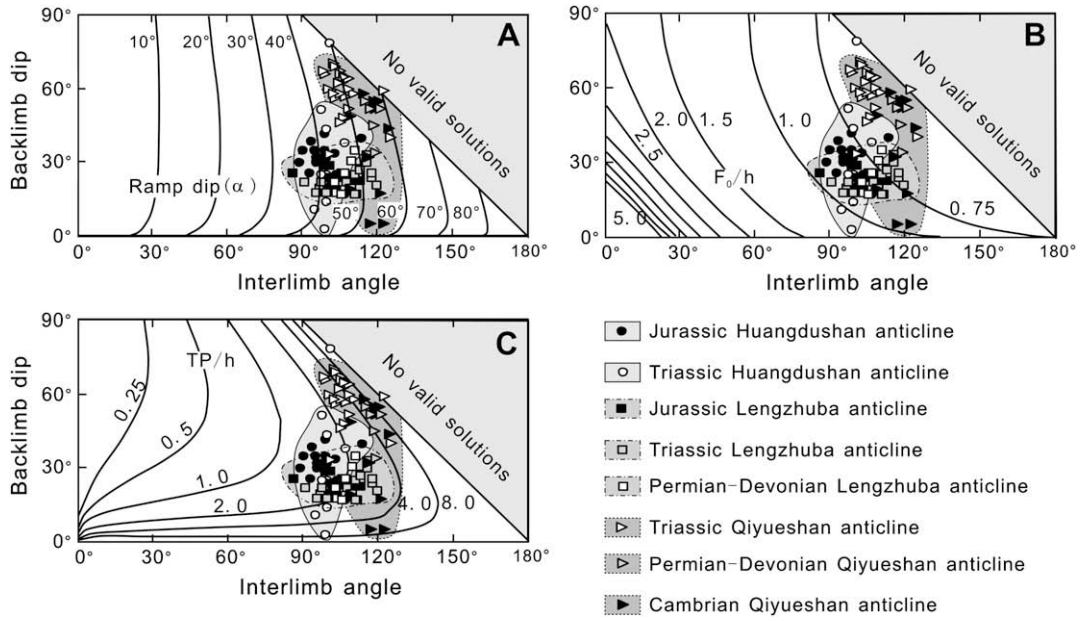 A
90°
60°
30°
0°
Backlimb dip
10°
20°
30°
40°
50°
60°
70°
80°
Ramp dip(α)
No valid solutions
0°
30°
60°
90°
120°
150°
180°
Interlimb angle
B
90°
60°
30°
0°
5.0
2.5
2.0
1.5
1.0
0.75
F₀/h
No valid solutions
0°
30°
60°
90°
120°
150°
180°
Interlimb angle
C
90°
60°
30°
0°
Backlimb dip
TP/h
0.25
0.5
1.0
2.0
4.0
8.0
No valid solutions
0°
30°
60°
90°
120°
150°
180°
Interlimb angle
Jurassic Huangdushan anticline
Triassic Huangdushan anticline
Jurassic Lengzhuba anticline
Triassic Lengzhuba anticline
Permian-Devonian Lengzhuba anticline
Triassic Qiyueshan anticline
Permian-Devonian Qiyueshan anticline
Cambrian Qiyueshan anticline